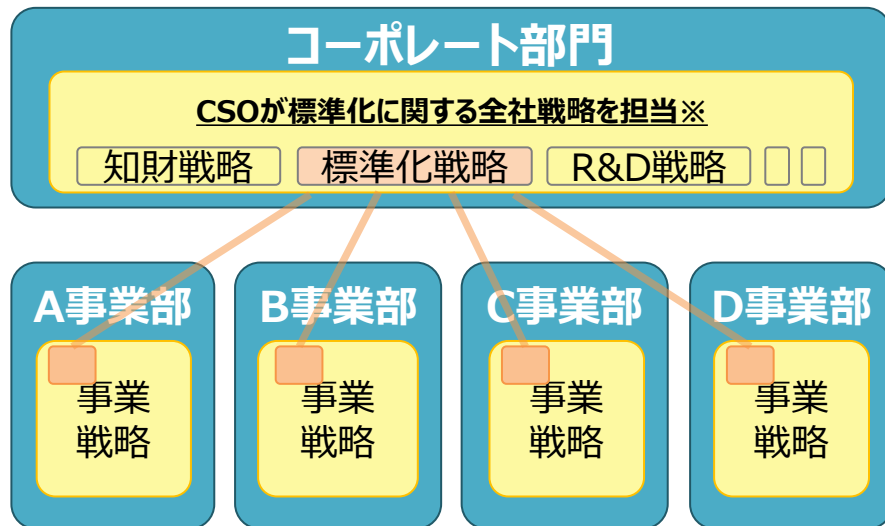 コーポレート部門
CSOが標準化に関する全社戦略を担当※
知財戦略 標準化戦略 R&D戦略
A事業部 B事業部 C事業部 D事業部
事業 事業 事業 事業
戦略 戦略 戦略 戦略